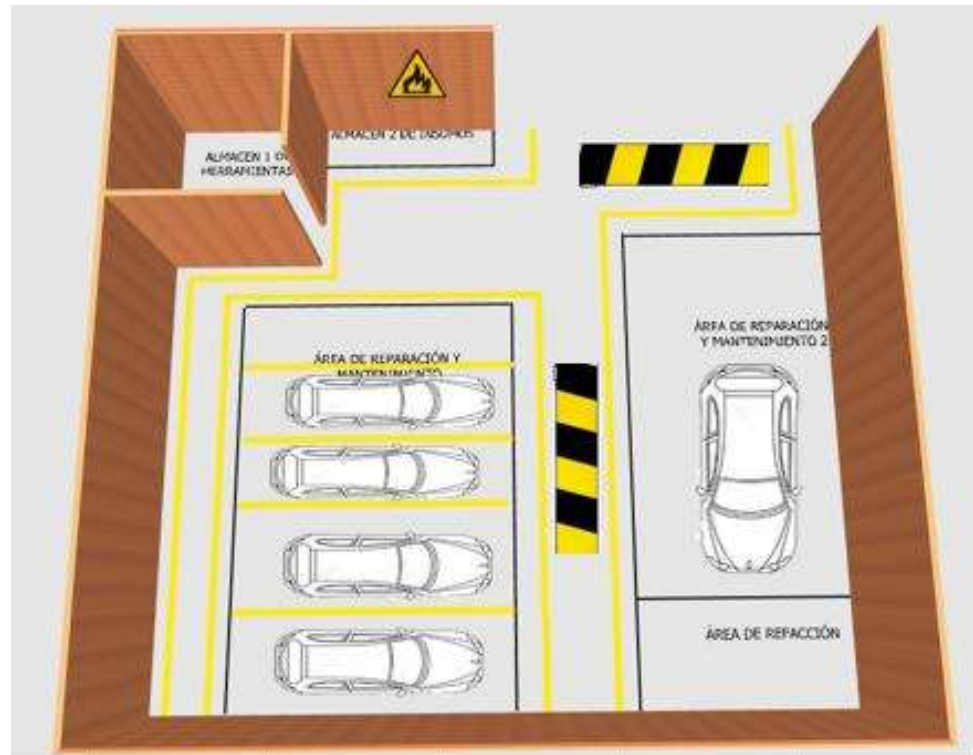 ALMACEN 2 DE INSUMOS
ALMACEN 1 DE
HERRAMIENTAS
ÁREA DE REPARACIÓN
Y MANTENIMIENTO 2
ÁREA DE REPARACIÓN Y
MANTENIMIENTO
ÁREA DE REFACCIÓN